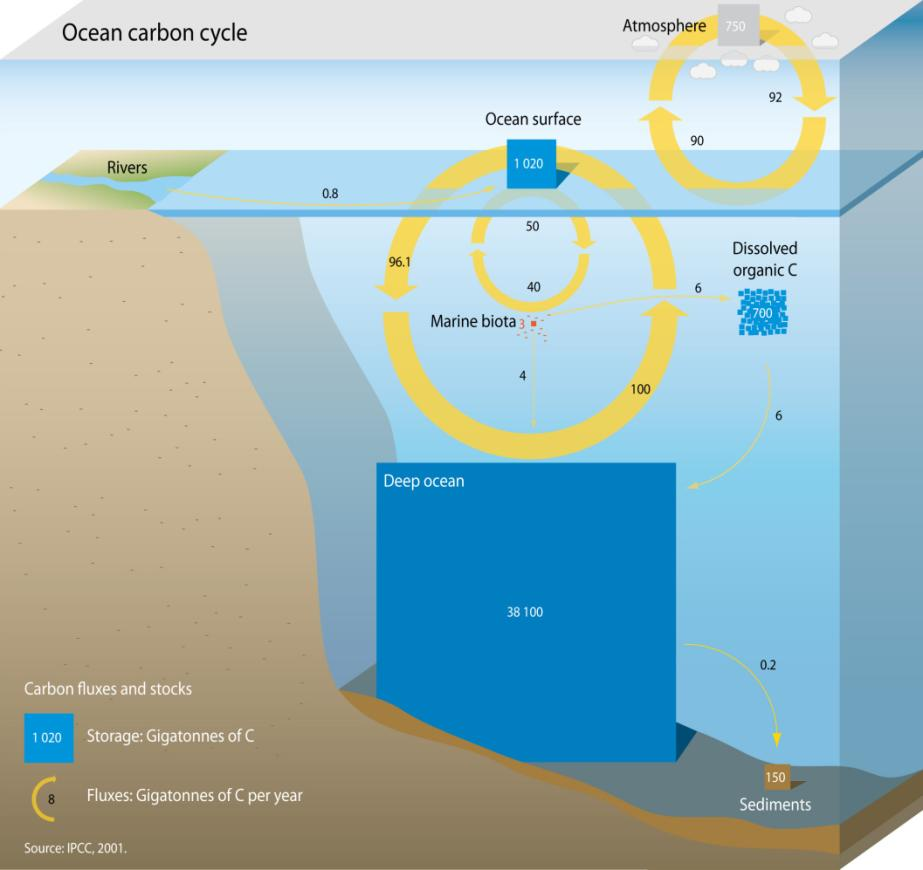 Ocean carbon cycle
Atmosphere
750
92
90
Ocean surface
1 020
Rivers
0.8
50
96.1
40
Dissolved
organic C
700
6
Marine biota 3
4
100
6
Deep ocean
38 100
0.2
150
Sediments
Carbon fluxes and stocks
1 020
Storage: Gigatonnes of C
8
Fluxes: Gigatonnes of C per year
Source: IPCC, 2001.